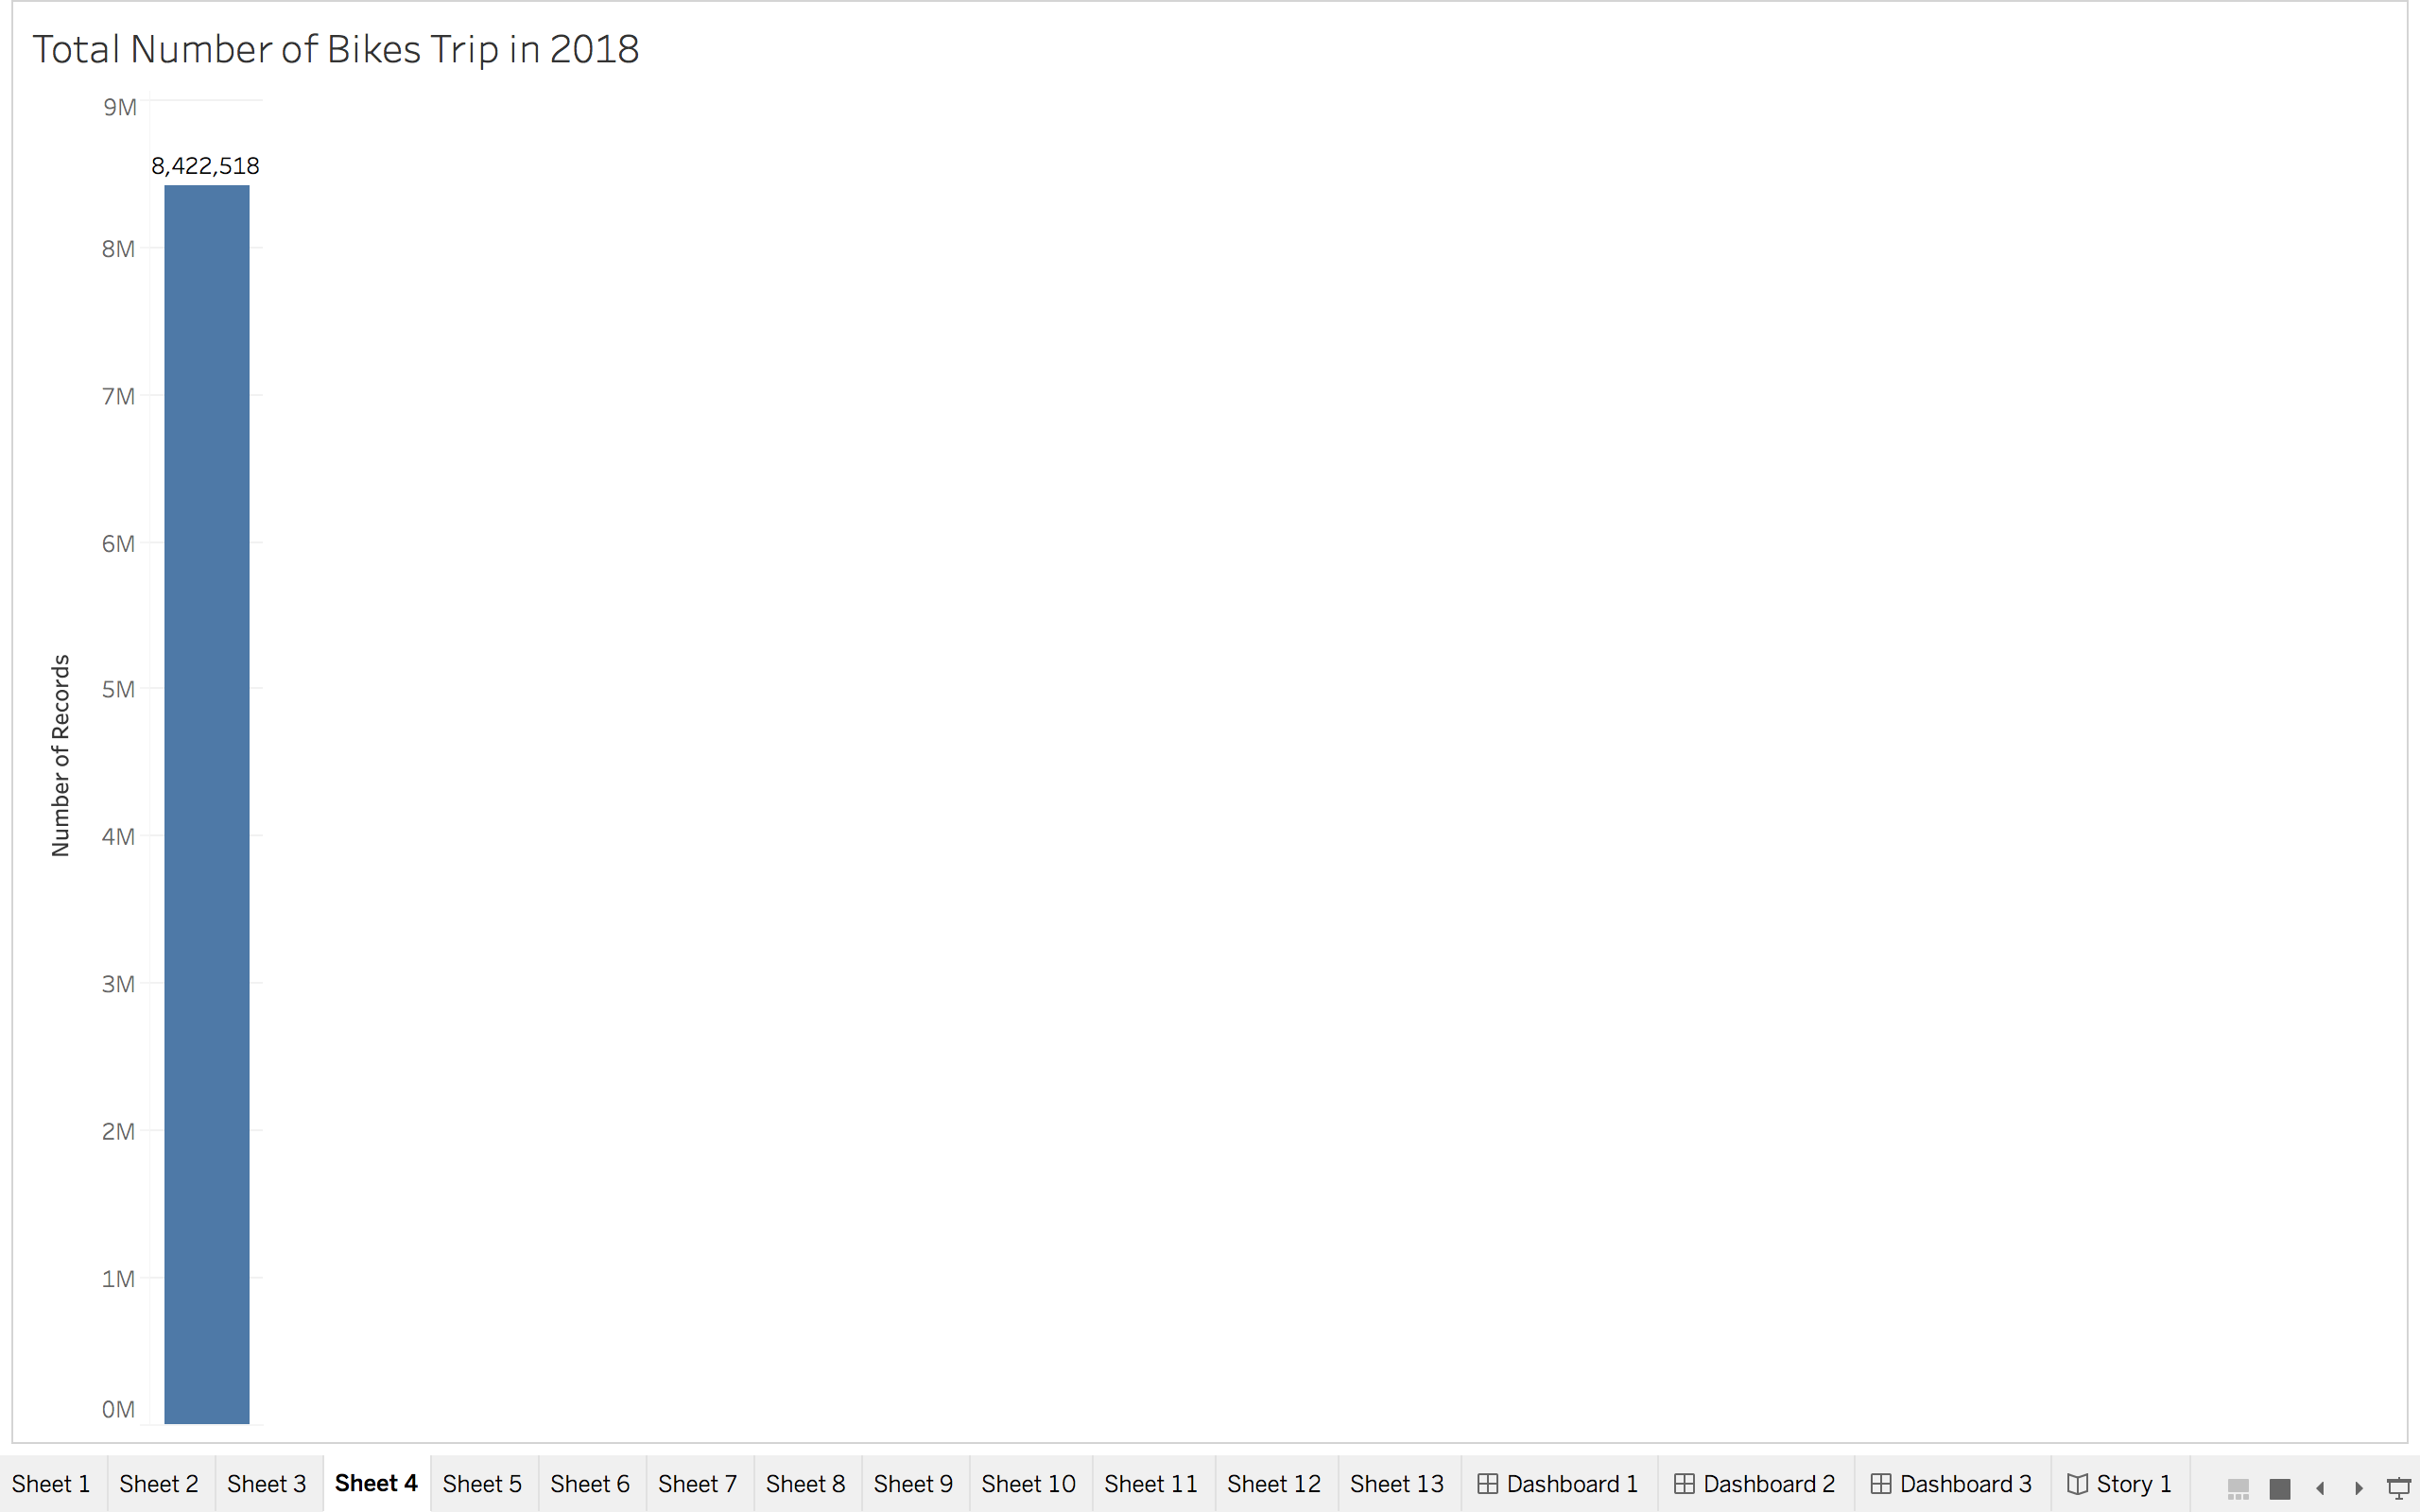 Total Number of Bikes Trip in 2018
9M
8,422,518
8M
7M
6M
5M
Number of Records
4M
3M
2M
1M
0M
Sheet 1 Sheet 2 Sheet 3 Sheet 4 Sheet 5 Sheet 6 Sheet 7 Sheet 8 Sheet 9 Sheet 10 Sheet 11 Sheet 12 Sheet 13 Dashboard 1 Dashboard 2 Dashboard 3 Story 1